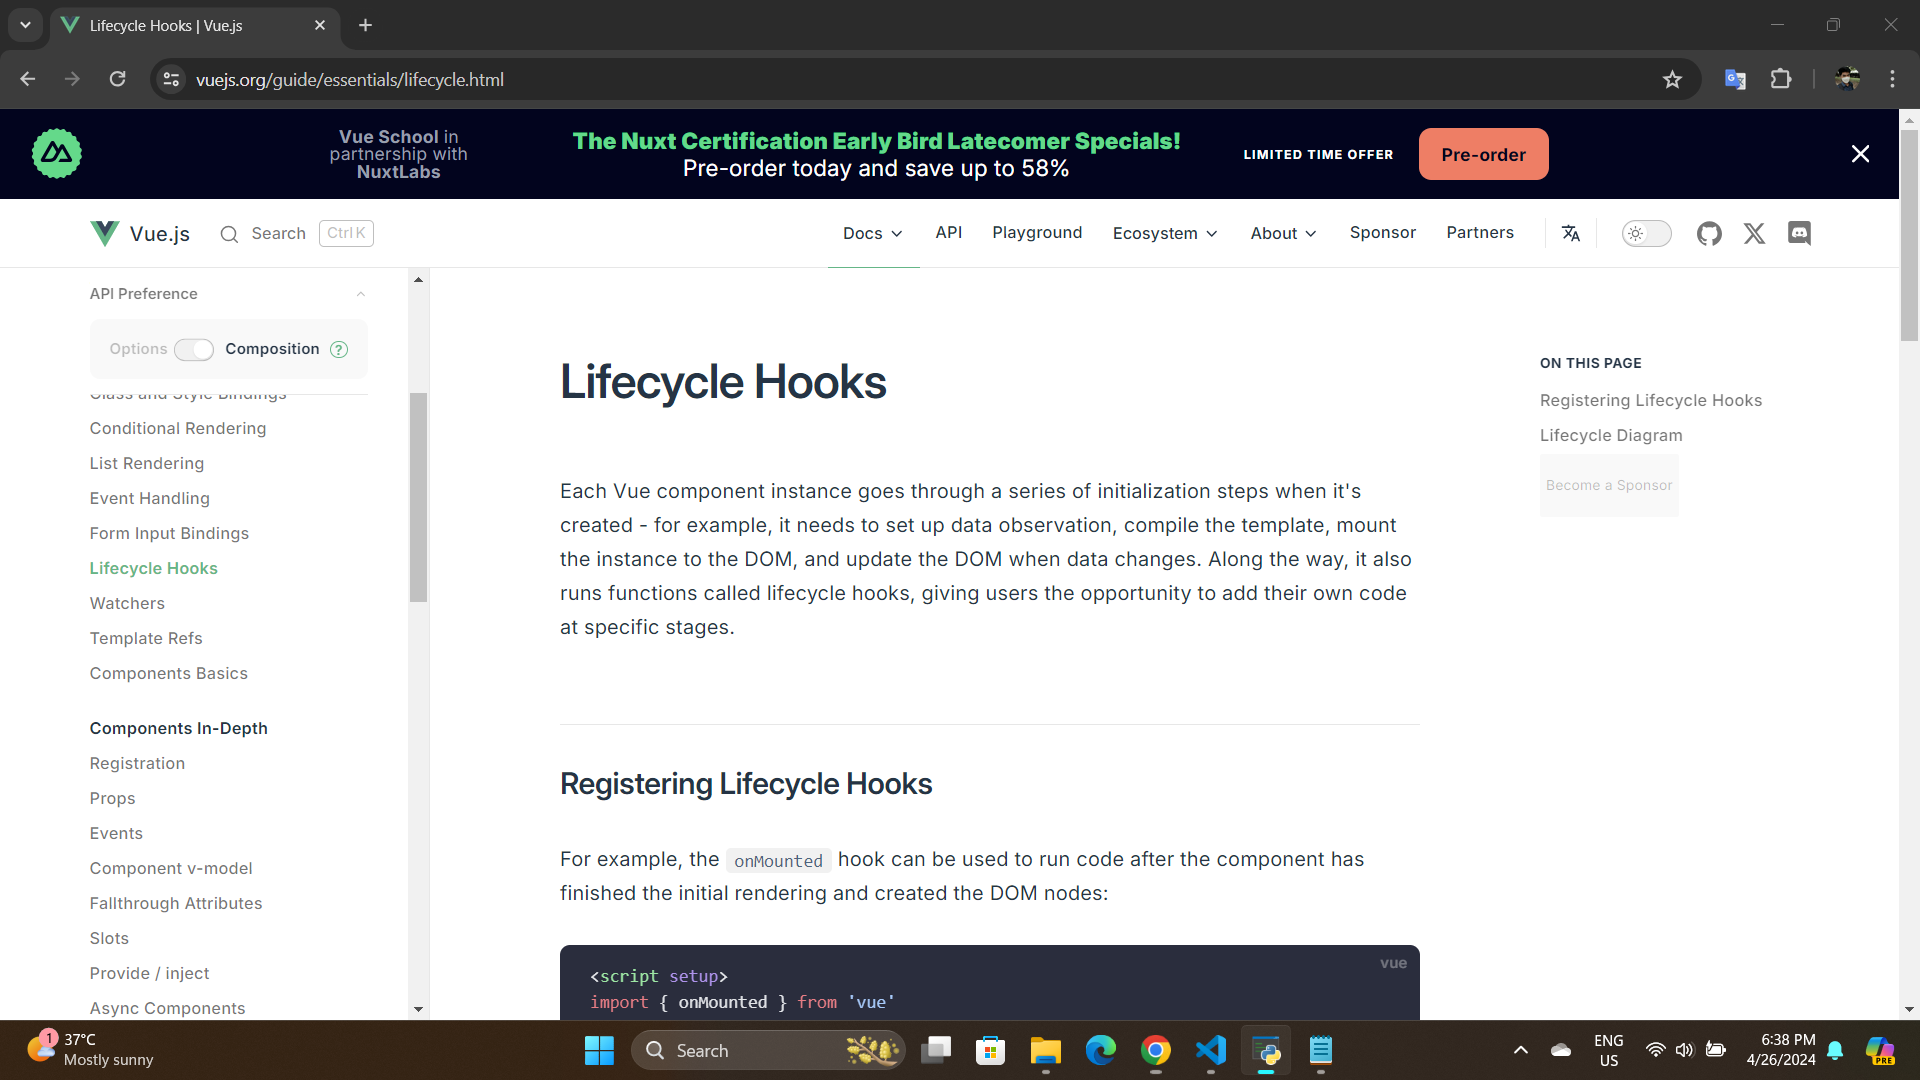 Lifecycle Hooks | Vue.js
vuejs.org/guide/essentials/lifecycle.html
Vue School in
partnership with
NuxtLabs
The Nuxt Certification Early Bird Latecomer Specials!
Pre-order today and save up to 58%
LIMITED TIME OFFER
Pre-order
Vue.js
Search
Ctrl K
Docs
API
Playground
Ecosystem
About
Sponsor
Partners
API Preference
Options
Composition
?
Class and Style Bindings
Conditional Rendering
List Rendering
Event Handling
Form Input Bindings
Lifecycle Hooks
Watchers
Template Refs
Components Basics
Components In-Depth
Registration
Props
Events
Component v-model
Fallthrough Attributes
Slots
Provide / inject
Async Components
Lifecycle Hooks
Each Vue component instance goes through a series of initialization steps when it's
created - for example, it needs to set up data observation, compile the template, mount
the instance to the DOM, and update the DOM when data changes. Along the way, it also
runs functions called lifecycle hooks, giving users the opportunity to add their own code
at specific stages.
Registering Lifecycle Hooks
For example, the onMounted hook can be used to run code after the component has
finished the initial rendering and created the DOM nodes:
vue
<script setup>
import { onMounted } from 'vue'
ON THIS PAGE
Registering Lifecycle Hooks
Lifecycle Diagram
Become a Sponsor
1
37°C
Mostly sunny
Search
ENG
US
6:38 PM
4/26/2024
PRE